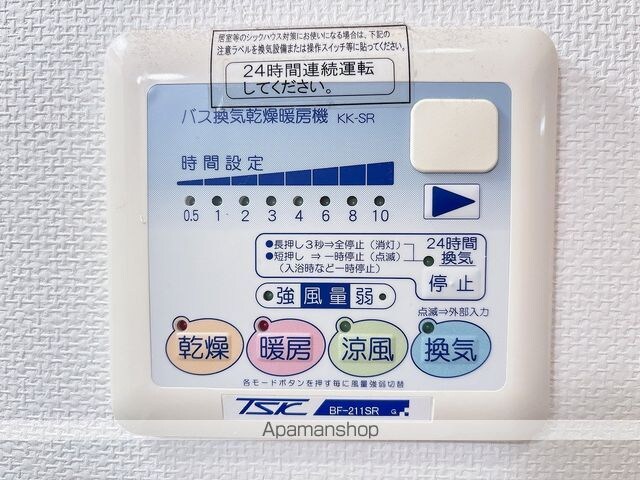 居室等のシックハウス対策にお使いになる場合は、下記の
注意ラベルを換気設備または操作スイッチ等に貼ってください。
24時間連続運転
してください。
バス換気乾燥暖房機 KK-SR
時間設定
0.5 1 2 3 4 6 8 10
●長押し3秒⇒全停止(消灯)
●短押し ⇒一時停止(点滅)
(入浴時など一時停止)
24時間
換気
停止
強 風量 弱
点滅⇒外部入力
乾燥 暖房 涼風 換気
各モードボタンを押す毎に風量強弱切替
TSK BF-211SR G
Apamanshop